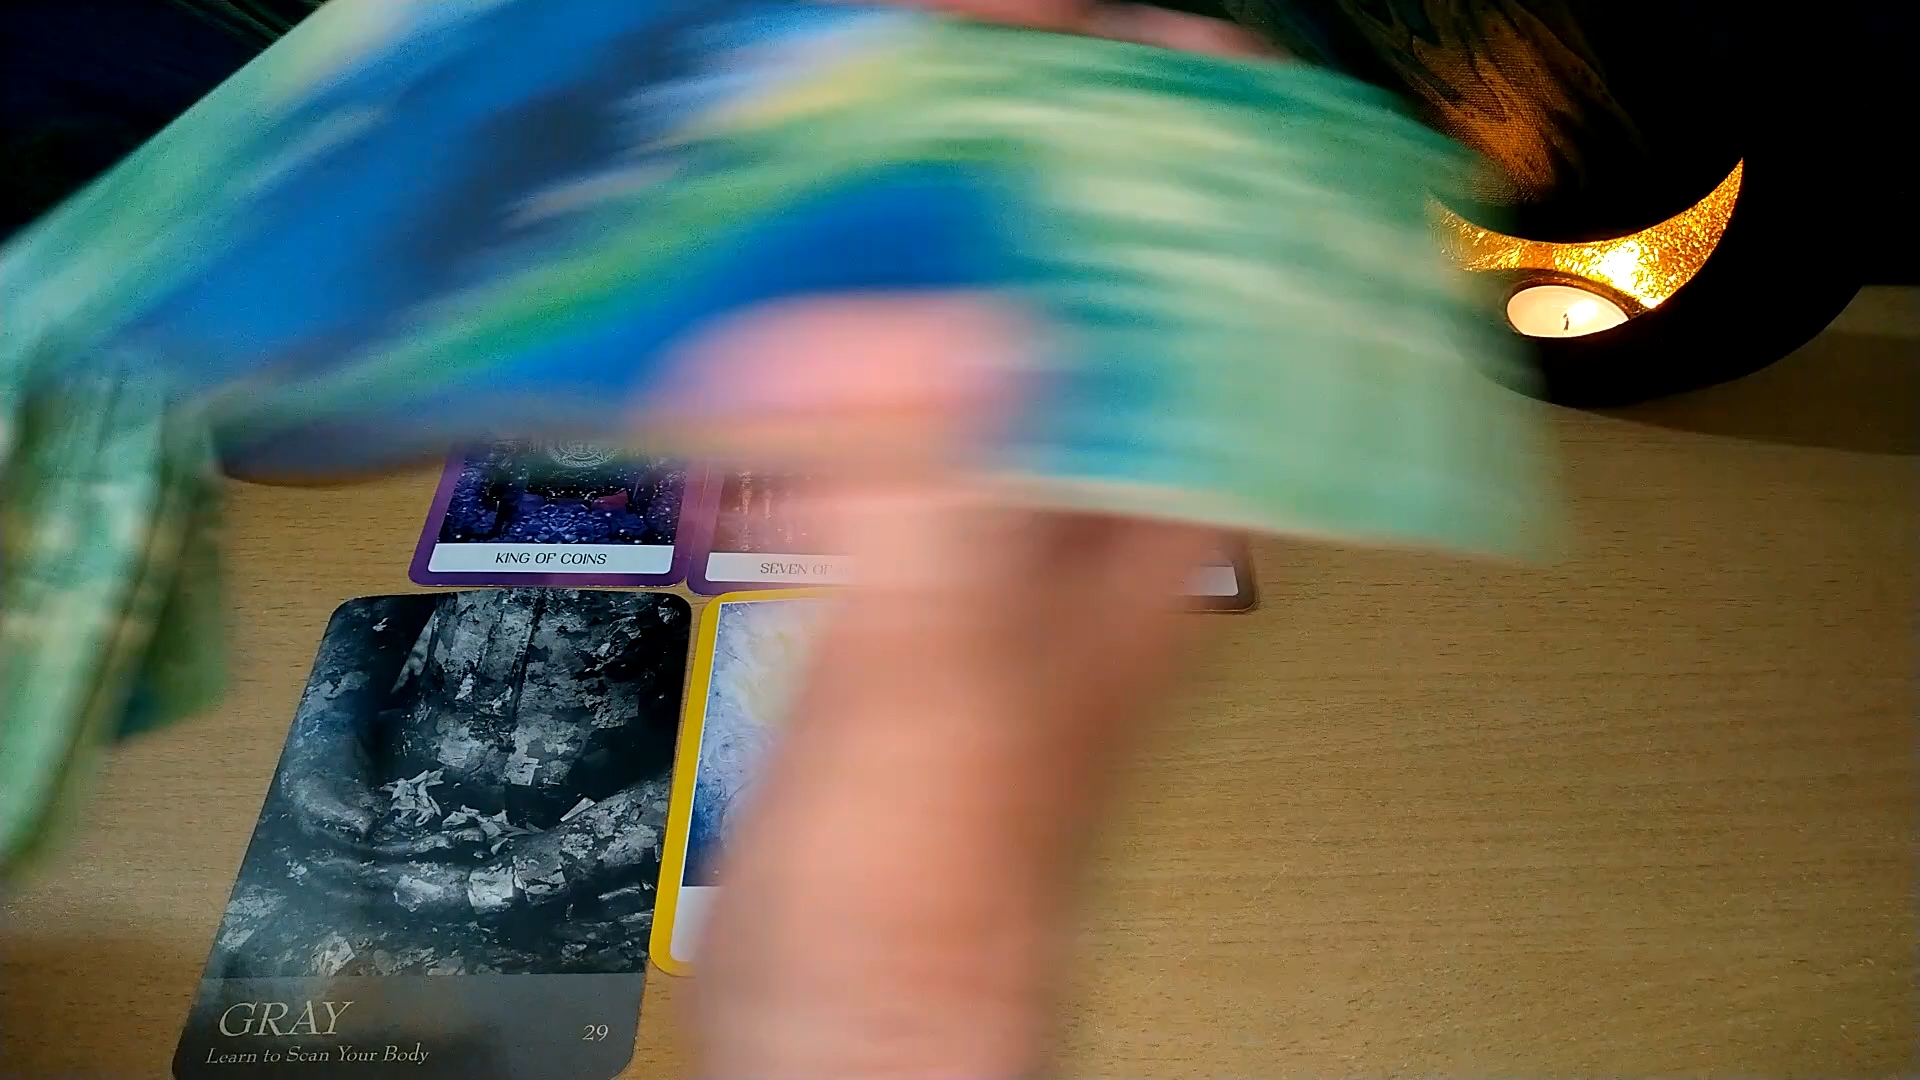 KING OF COINS
SEVEN OF
GRAY
29
Learn to Scan Your Body